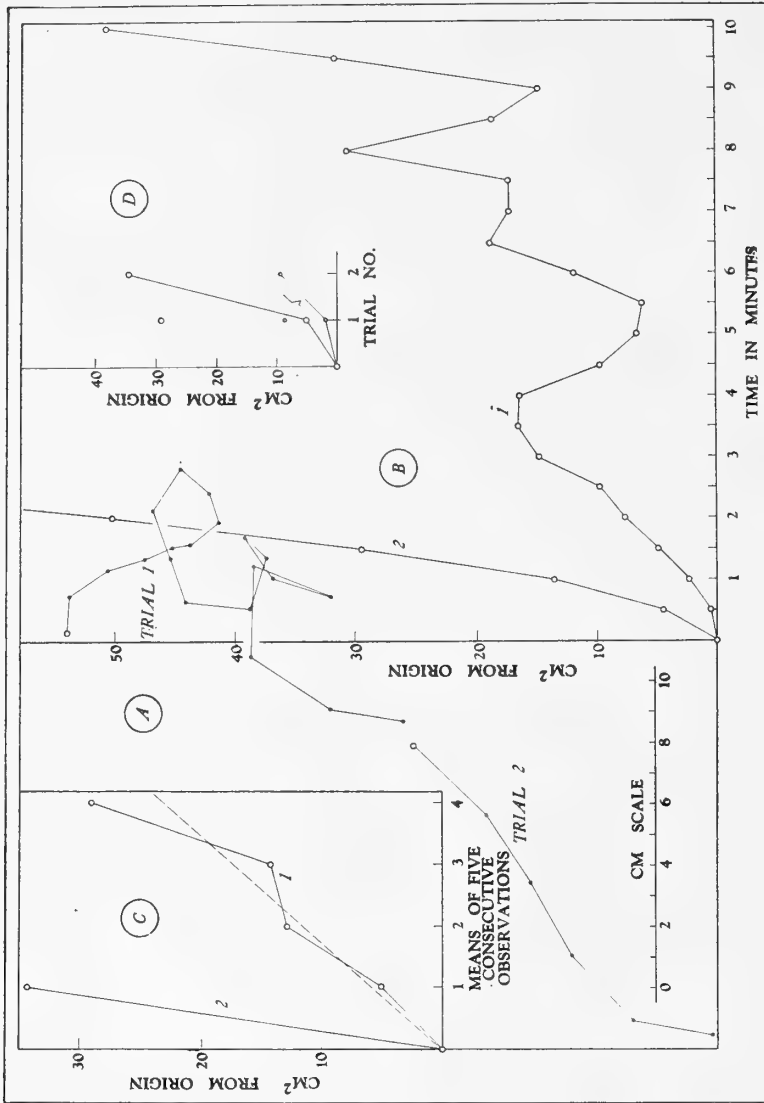 A
TRIAL 1
TRIAL 2
CM SCALE
0
2
4
6
8
10
B
CM² FROM ORIGIN
50
40
30
20
10
1
2
1
2
3
4
5
6
7
8
9
10
TIME IN MINUTES
C
CM² FROM ORIGIN
30
20
10
1
2
1
2
3
4
MEANS OF FIVE
CONSECUTIVE
OBSERVATIONS
D
CM² FROM ORIGIN
40
30
20
10
1
2
TRIAL NO.